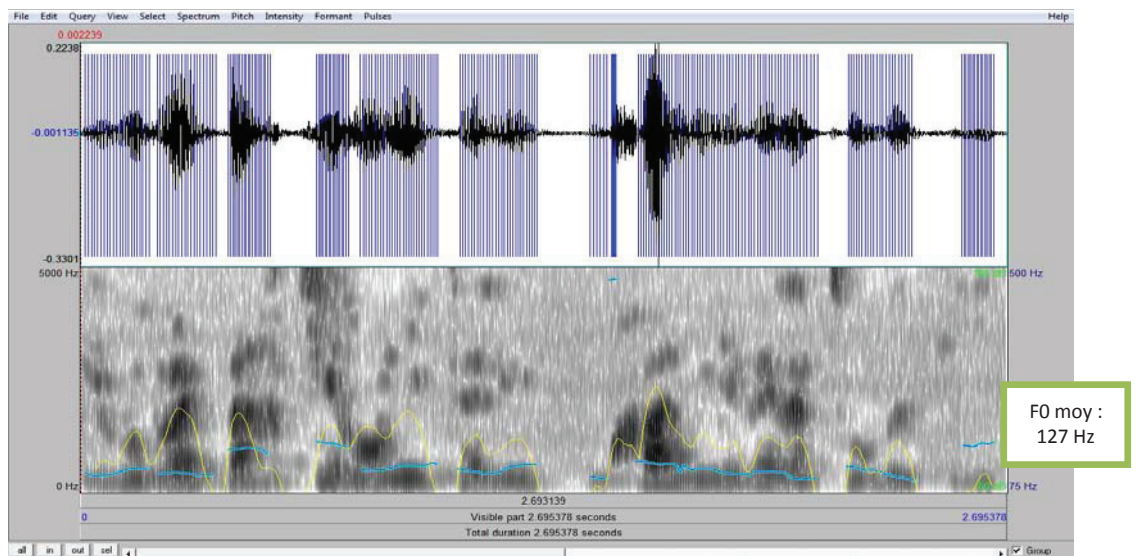 File Edit Query View Select Spectrum Pitch Intensity Formant Pulses Help
0.002239
0.2238
-0.001135
-0.3301
5000 Hz
500 Hz
F0 moy :
127 Hz
0 Hz
75 Hz
2.693139
0 Visible part 2.695378 seconds 2.695378
Total duration 2.695378 seconds
all in out sel Group